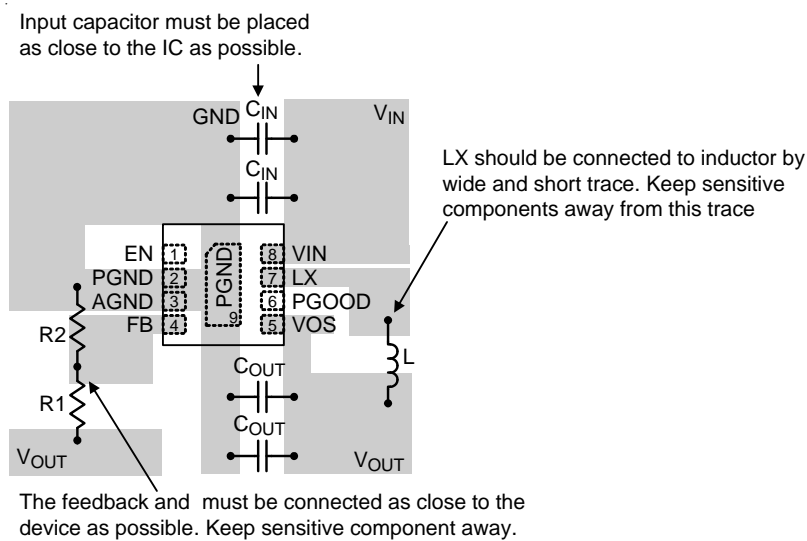 Input capacitor must be placed
as close to the IC as possible.
GND
CIN
VIN
CIN
LX should be connected to inductor by
wide and short trace. Keep sensitive
components away from this trace
EN 1
PGND 2
AGND 3
FB 4
PGND
9
8 VIN
7 LX
6 PGOOD
5 VOS
R2
R1
L
COUT
COUT
VOUT
VOUT
The feedback and  must be connected as close to the
device as possible. Keep sensitive component away.